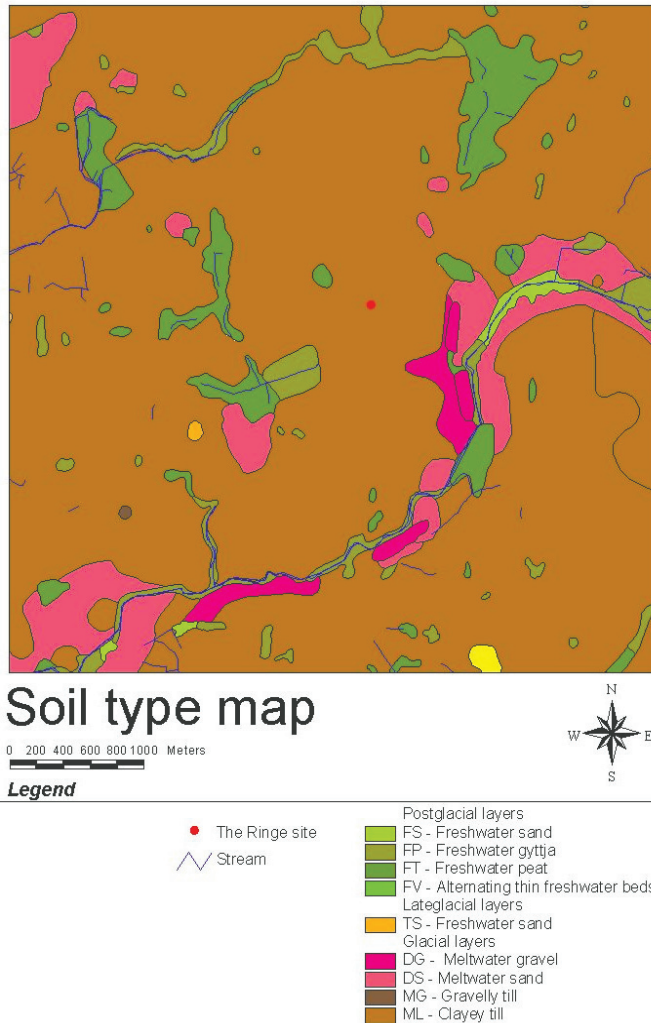 Soil type map
N
W E
S
0 200 400 600 800 1000 Meters
Legend
The Ringe site
Stream
Postglacial layers
FS - Freshwater sand
FP - Freshwater gyttja
FT - Freshwater peat
FV - Alternating thin freshwater beds
Lateglacial layers
TS - Freshwater sand
Glacial layers
DG - Meltwater gravel
DS - Meltwater sand
MG - Gravelly till
ML - Clayey till